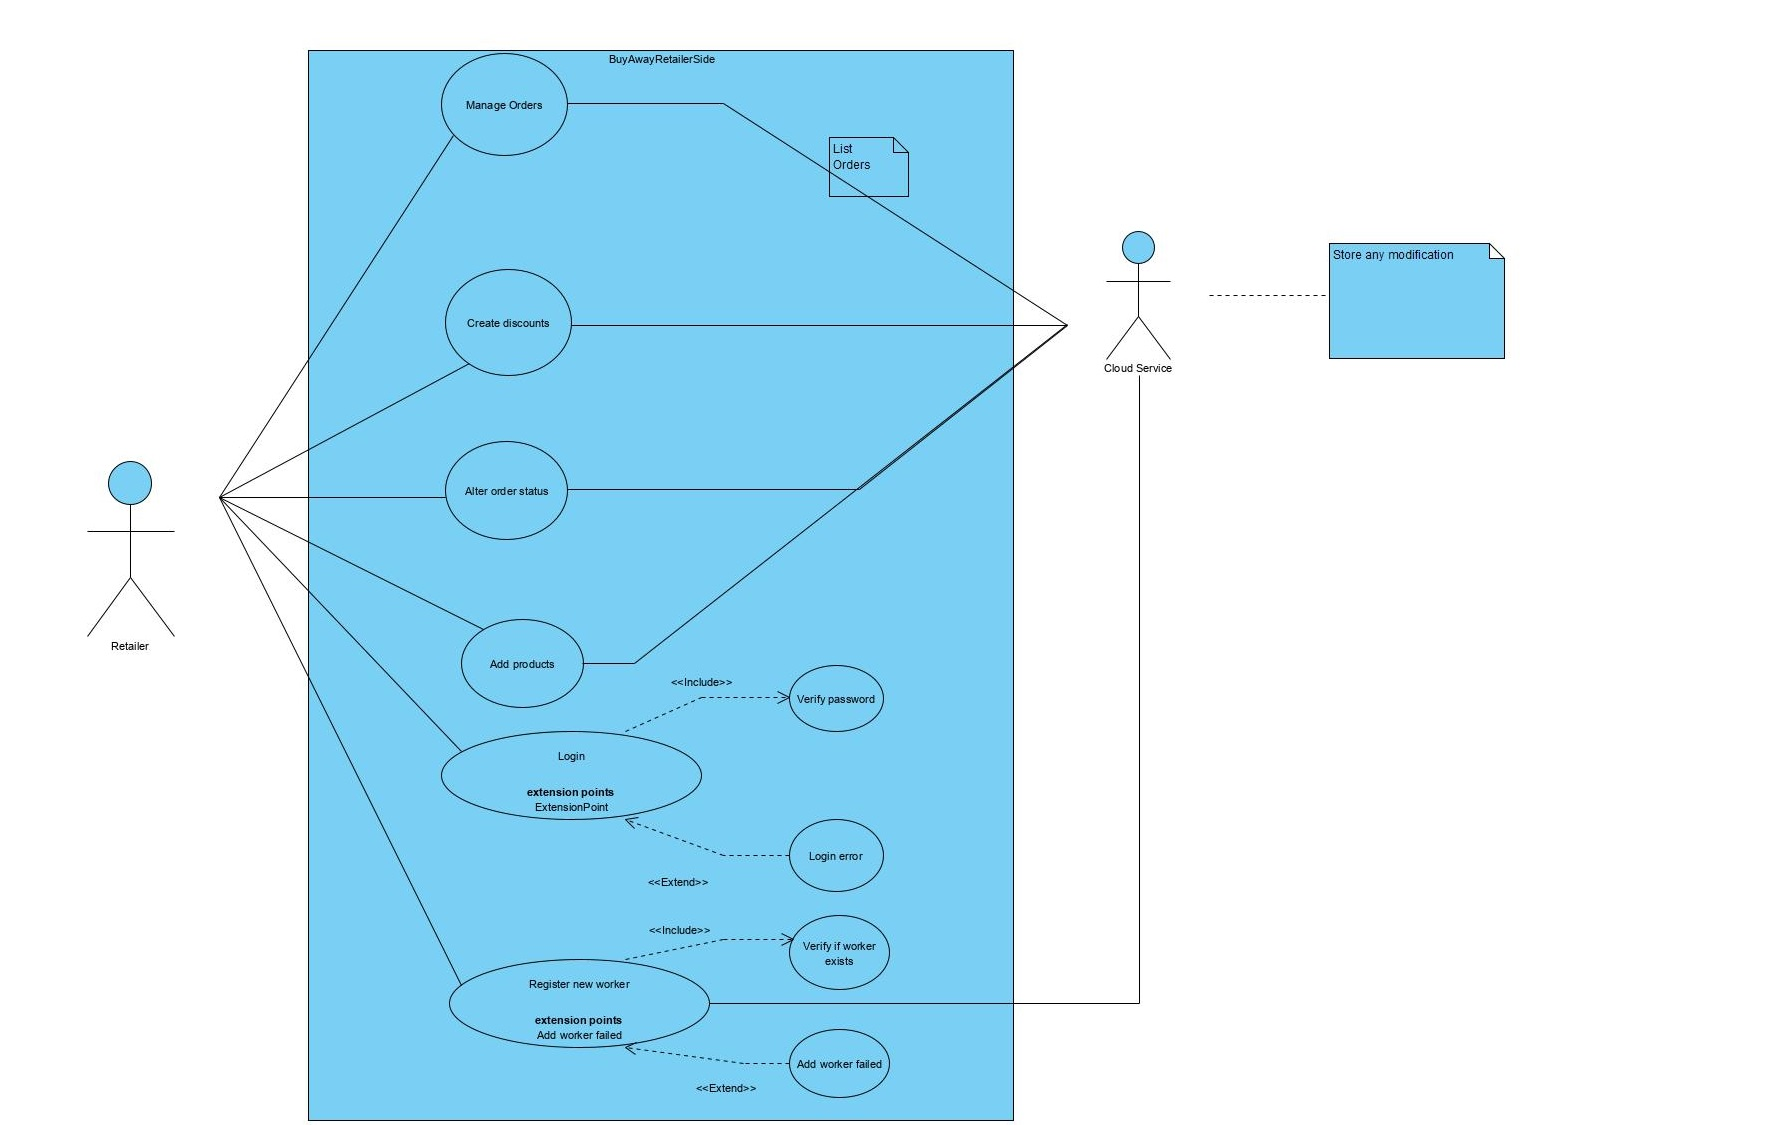 BuyAwayRetailerSide
Manage Orders
List
Orders
Store any modification
Create discounts
Cloud Service
Alter order status
Retailer
Add products
<<Include>>
Verify password
Login
extension points
ExtensionPoint
Login error
<<Extend>>
<<Include>>
Verify if worker
exists
Register new worker
extension points
Add worker failed
Add worker failed
<<Extend>>